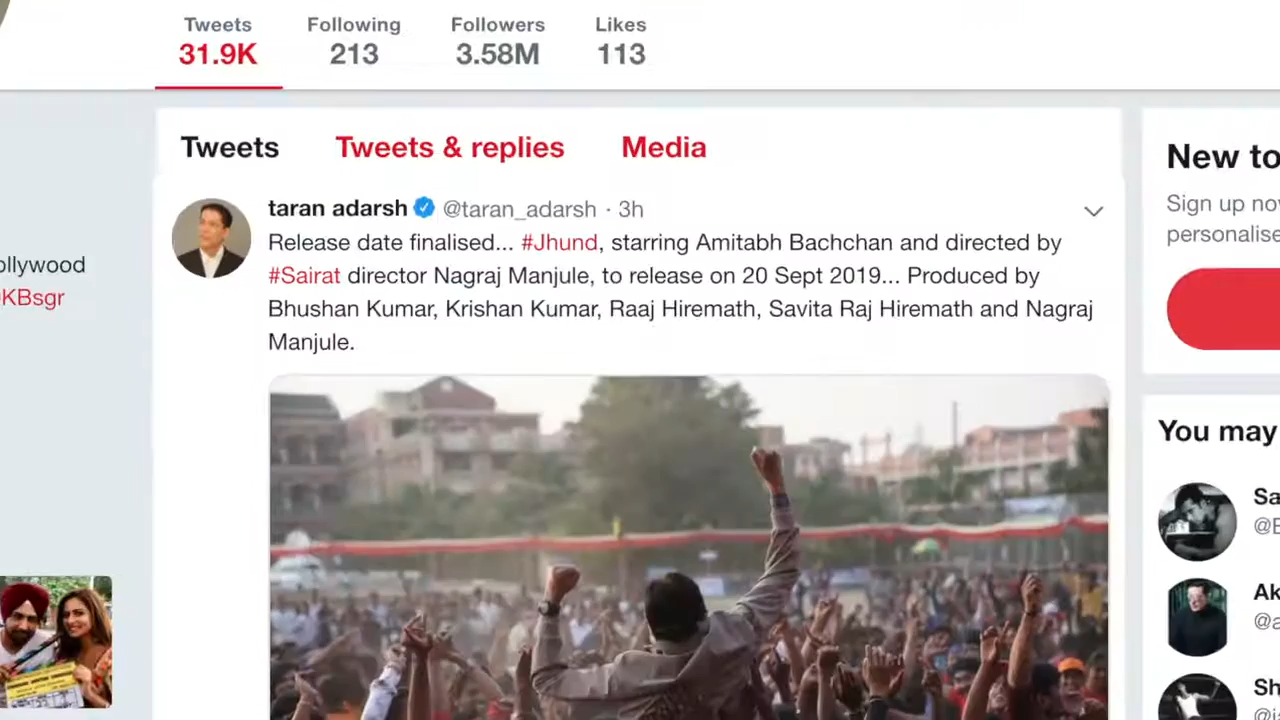 Tweets Following Followers Likes
31.9K 213 3.58M 113
Tweets Tweets & replies Media
taran adarsh @taran_adarsh · 3h
Release date finalised... #Jhund, starring Amitabh Bachchan and directed by
#Sairat director Nagraj Manjule, to release on 20 Sept 2019... Produced by
Bhushan Kumar, Krishan Kumar, Raaj Hiremath, Savita Raj Hiremath and Nagraj
Manjule.
ollywood
KBsgr
New to
Sign up now
personalise
You may
Sa
@B
Ak
@a
Sh